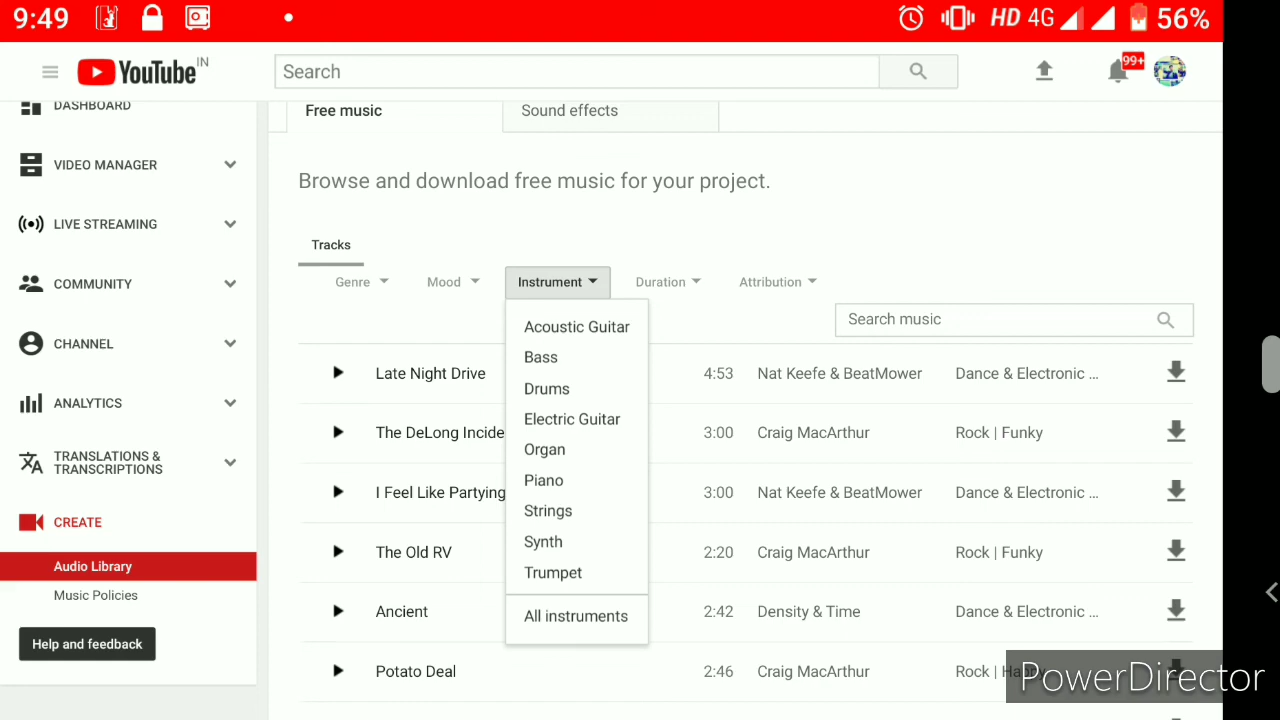 9:49 HD 4G 56%
YouTube IN
Search
99+
DASHBOARD
VIDEO MANAGER
LIVE STREAMING
COMMUNITY
CHANNEL
ANALYTICS
TRANSLATIONS &
TRANSCRIPTIONS
CREATE
Audio Library
Music Policies
Help and feedback
Free music
Sound effects
Browse and download free music for your project.
Tracks
Genre Mood Instrument Duration Attribution
Acoustic Guitar
Bass
Drums
Electric Guitar
Organ
Piano
Strings
Synth
Trumpet
All instruments
Search music
Late Night Drive 4:53 Nat Keefe & BeatMower Dance & Electronic ...
The DeLong Incide 3:00 Craig MacArthur Rock | Funky
I Feel Like Partying 3:00 Nat Keefe & BeatMower Dance & Electronic ...
The Old RV 2:20 Craig MacArthur Rock | Funky
Ancient 2:42 Density & Time Dance & Electronic ...
Potato Deal 2:46 Craig MacArthur Rock | Happy
PowerDirector